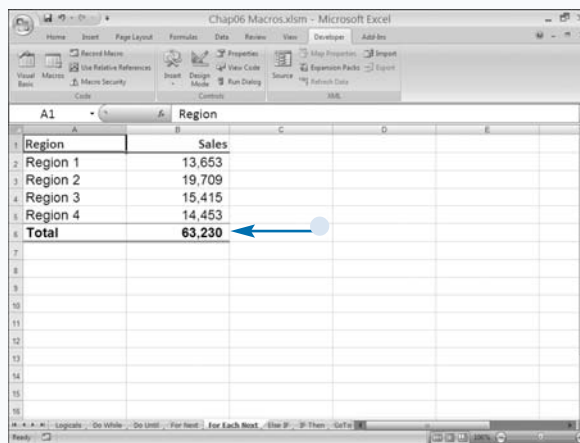 Chap06 Macros.xlsm - Microsoft Excel
Home Insert Page Layout Formulas Data Review View Developer Add-Ins
Visual Basic
Macros
Record Macro
Use Relative References
Macro Security
Code
Insert
Design Mode
Properties
View Code
Run Dialog
Controls
Source
Map Properties
Expansion Packs
Refresh Data
Import
Export
XML
A1 fx Region
A B C D E
1 Region Sales
2 Region 1 13,653
3 Region 2 19,709
4 Region 3 15,415
5 Region 4 14,453
6 Total 63,230
7
8
9
10
11
12
13
14
15
16
Logicals Do While Do Until For Next For Each Next Else IF IF Then GoTo
Ready 100%